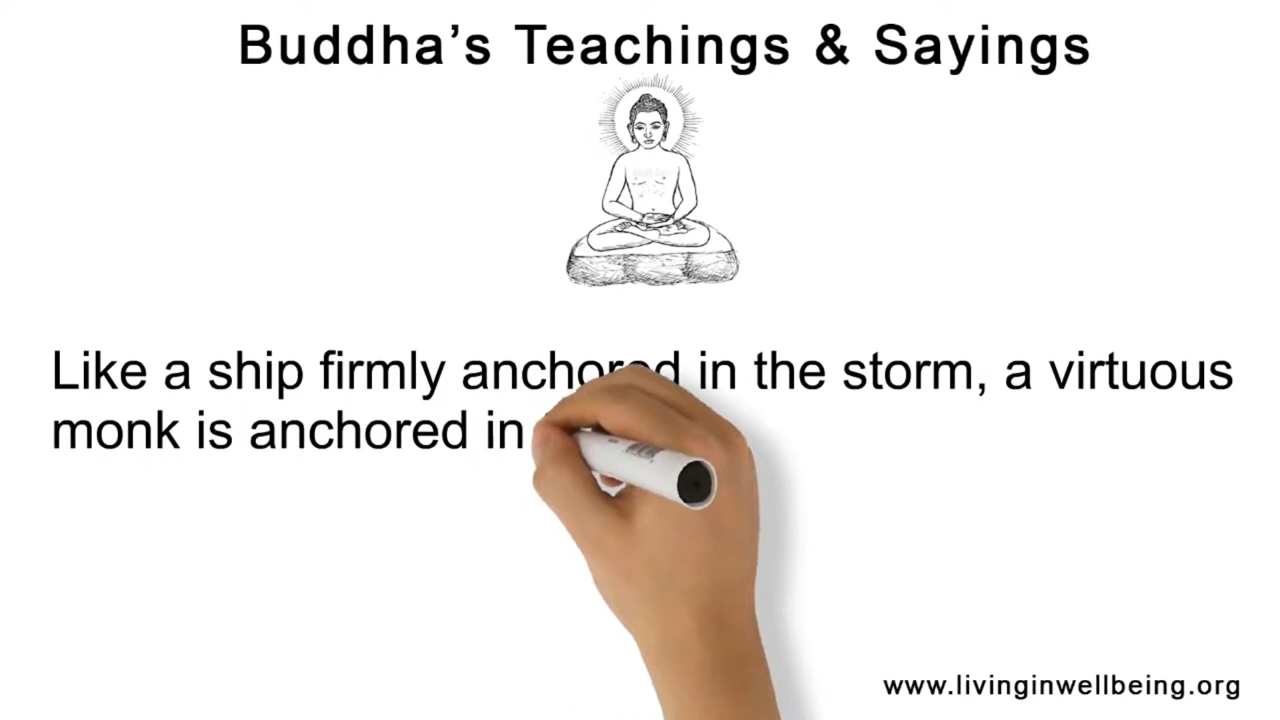 Buddha's Teachings & Sayings
Like a ship firmly anchored in the storm, a virtuous
monk is anchored in
www.livinginwellbeing.org